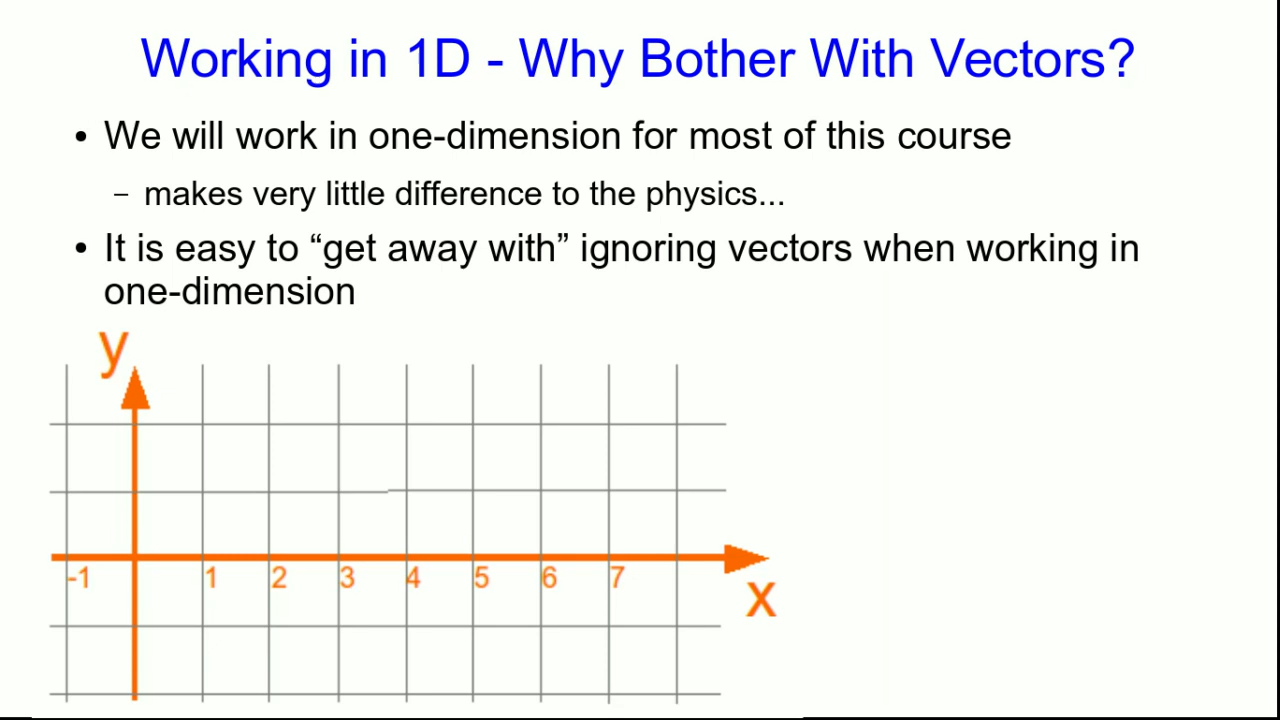 Working in 1D - Why Bother With Vectors?
• We will work in one-dimension for most of this course
– makes very little difference to the physics...
• It is easy to “get away with” ignoring vectors when working in
one-dimension
y
-1 1 2 3 4 5 6 7
x